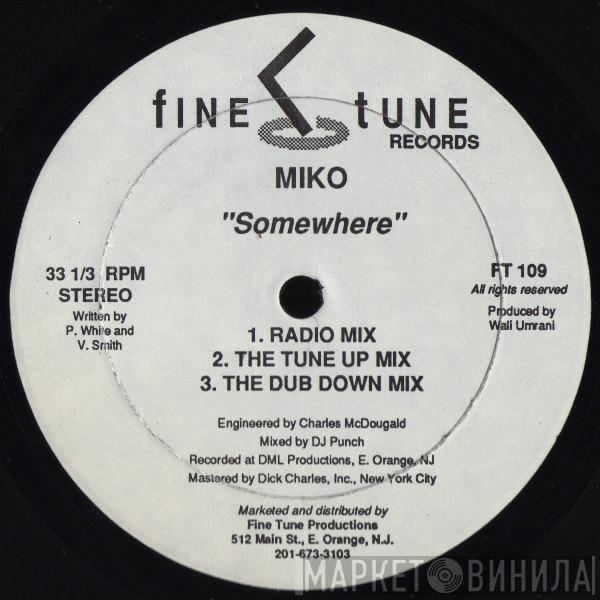 fINE tUNE
RECORDS
MIKO
"Somewhere"
33 1/3 RPM
STEREO
Written by
P. White and
V. Smith
FT 109
All rights reserved
Produced by
Wali Umrani
1. RADIO MIX
2. THE TUNE UP MIX
3. THE DUB DOWN MIX
Engineered by Charles McDougald
Mixed by DJ Punch
Recorded at DML Productions, E. Orange, NJ
Mastered by Dick Charles, Inc., New York City
Marketed and distributed by
Fine Tune Productions
512 Main St., E. Orange, N.J.
201-673-3103
МАРКЕТ ВИНИЛА